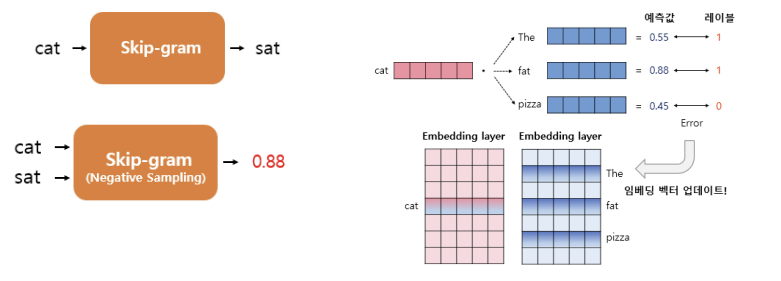 cat
Skip-gram
sat
cat
sat
Skip-gram
(Negative Sampling)
0.88
예측값 레이블
The = 0.55 1
cat
fat = 0.88 1
pizza = 0.45 0
Error
Embedding layer Embedding layer
The
임베딩 벡터 업데이트!
cat
fat
pizza